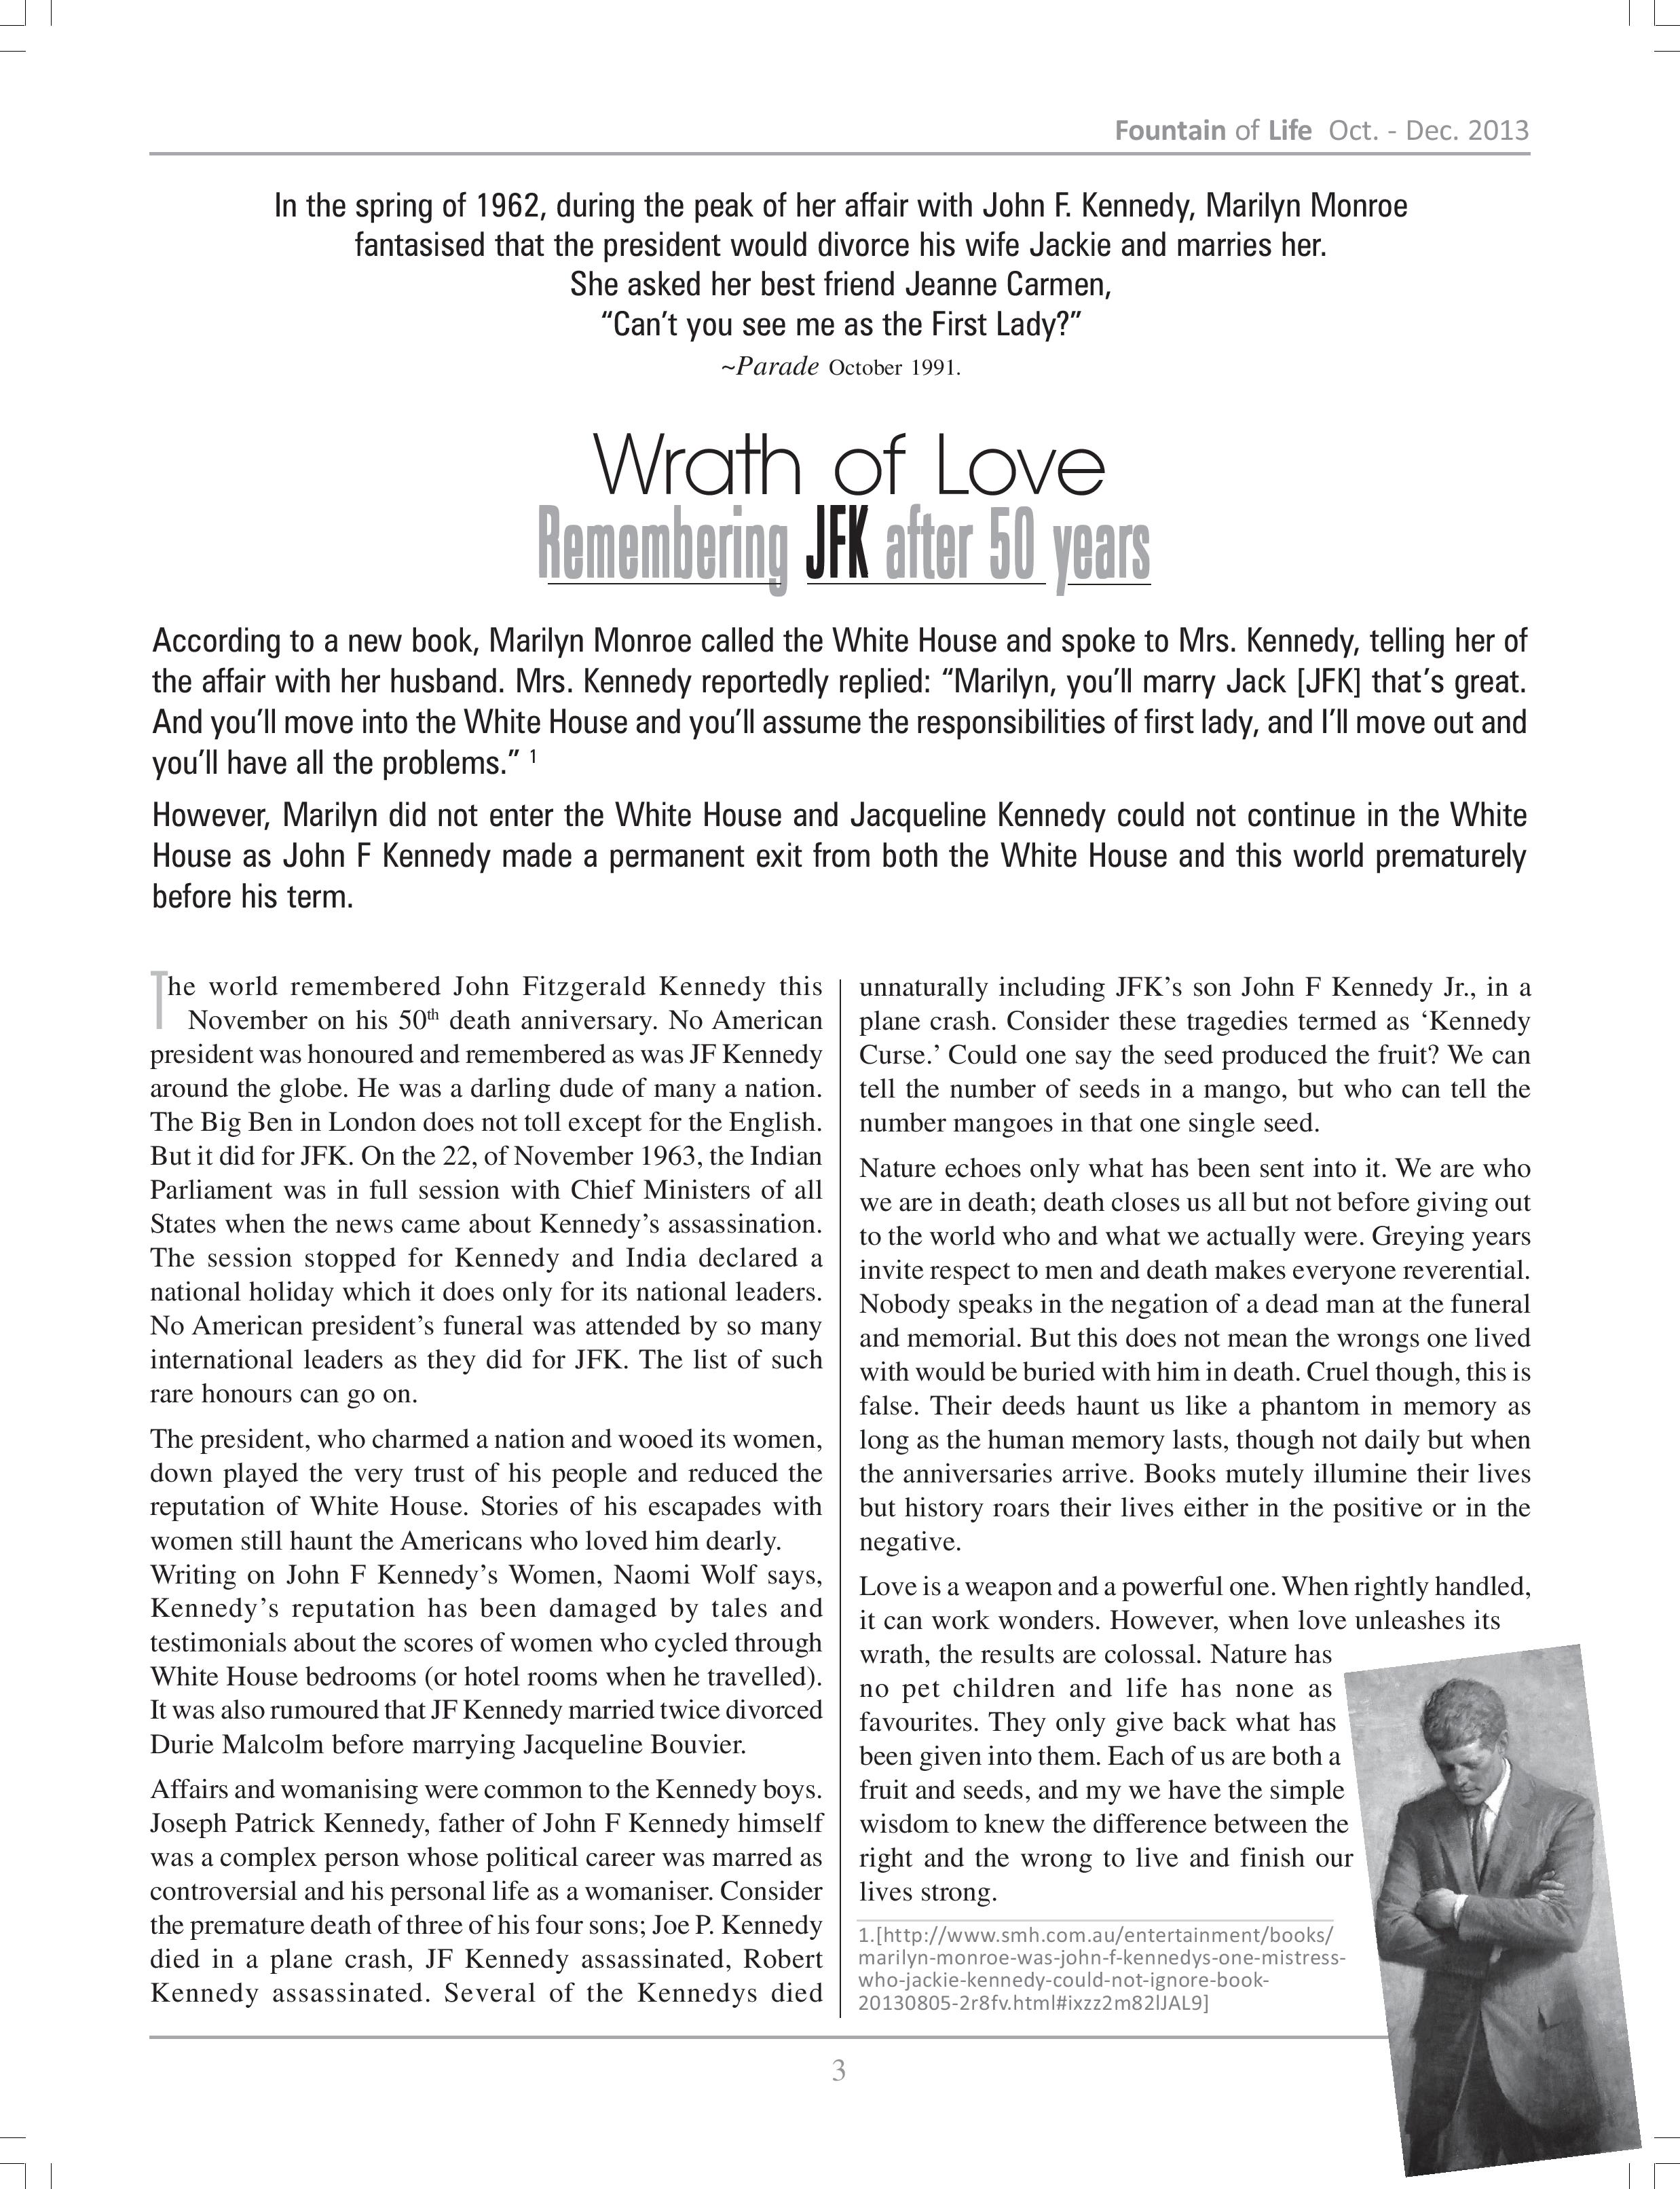 Fountain of Life Oct. - Dec. 2013
In the spring of 1962, during the peak of her affair with John F. Kennedy, Marilyn Monroe
fantasised that the president would divorce his wife Jackie and marries her.
She asked her best friend Jeanne Carmen,
“Can’t you see me as the First Lady?”
~Parade October 1991.
Wrath of Love
Remembering JFK after 50 years
According to a new book, Marilyn Monroe called the White House and spoke to Mrs. Kennedy, telling her of
the affair with her husband. Mrs. Kennedy reportedly replied: “Marilyn, you’ll marry Jack [JFK] that’s great.
And you’ll move into the White House and you’ll assume the responsibilities of first lady, and I’ll move out and
you’ll have all the problems.” 1
However, Marilyn did not enter the White House and Jacqueline Kennedy could not continue in the White
House as John F Kennedy made a permanent exit from both the White House and this world prematurely
before his term.
The world remembered John Fitzgerald Kennedy this
November on his 50th death anniversary. No American
president was honoured and remembered as was JF Kennedy
around the globe. He was a darling dude of many a nation.
The Big Ben in London does not toll except for the English.
But it did for JFK. On the 22, of November 1963, the Indian
Parliament was in full session with Chief Ministers of all
States when the news came about Kennedy’s assassination.
The session stopped for Kennedy and India declared a
national holiday which it does only for its national leaders.
No American president’s funeral was attended by so many
international leaders as they did for JFK. The list of such
rare honours can go on.
The president, who charmed a nation and wooed its women,
down played the very trust of his people and reduced the
reputation of White House. Stories of his escapades with
women still haunt the Americans who loved him dearly.
Writing on John F Kennedy’s Women, Naomi Wolf says,
Kennedy’s reputation has been damaged by tales and
testimonials about the scores of women who cycled through
White House bedrooms (or hotel rooms when he travelled).
It was also rumoured that JF Kennedy married twice divorced
Durie Malcolm before marrying Jacqueline Bouvier.
Affairs and womanising were common to the Kennedy boys.
Joseph Patrick Kennedy, father of John F Kennedy himself
was a complex person whose political career was marred as
controversial and his personal life as a womaniser. Consider
the premature death of three of his four sons; Joe P. Kennedy
died in a plane crash, JF Kennedy assassinated, Robert
Kennedy assassinated. Several of the Kennedys died
unnaturally including JFK’s son John F Kennedy Jr., in a
plane crash. Consider these tragedies termed as ‘Kennedy
Curse.’ Could one say the seed produced the fruit? We can
tell the number of seeds in a mango, but who can tell the
number mangoes in that one single seed.
Nature echoes only what has been sent into it. We are who
we are in death; death closes us all but not before giving out
to the world who and what we actually were. Greying years
invite respect to men and death makes everyone reverential.
Nobody speaks in the negation of a dead man at the funeral
and memorial. But this does not mean the wrongs one lived
with would be buried with him in death. Cruel though, this is
false. Their deeds haunt us like a phantom in memory as
long as the human memory lasts, though not daily but when
the anniversaries arrive. Books mutely illumine their lives
but history roars their lives either in the positive or in the
negative.
Love is a weapon and a powerful one. When rightly handled,
it can work wonders. However, when love unleashes its
wrath, the results are colossal. Nature has
no pet children and life has none as
favourites. They only give back what has
been given into them. Each of us are both a
fruit and seeds, and my we have the simple
wisdom to knew the difference between the
right and the wrong to live and finish our
lives strong.
1.[http://www.smh.com.au/entertainment/books/
marilyn-monroe-was-john-f-kennedys-one-mistress-
who-jackie-kennedy-could-not-ignore-book-
20130805-2r8fv.html#ixzz2m82lJAL9]
3